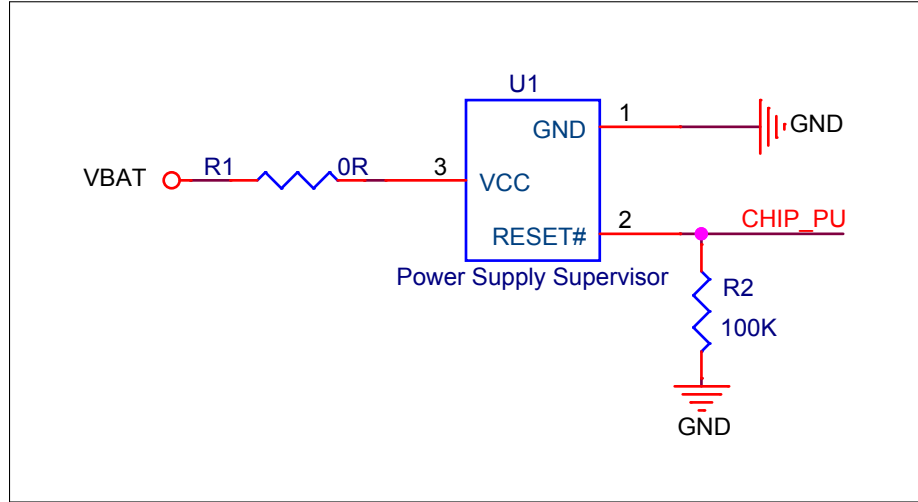 U1
1
GND
GND
R1
0R
3
VBAT
VCC
2
CHIP_PU
RESET#
Power Supply Supervisor
R2
100K
GND